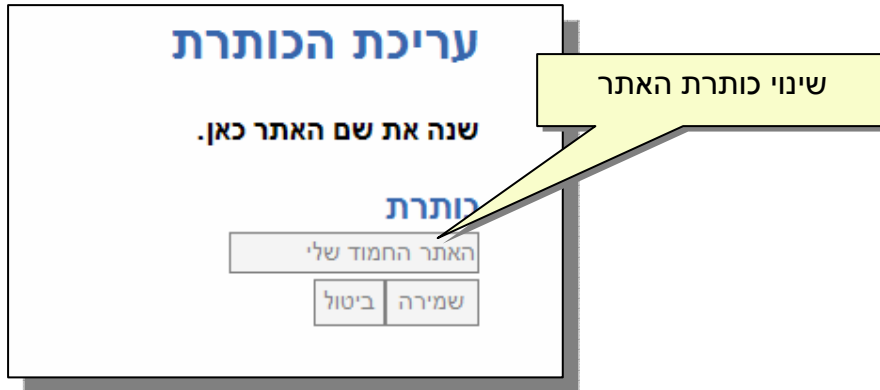 עריכת הכותרת
שינוי כותרת האתר
שנה את שם האתר כאן.
כותרת
האתר החמוד שלי
שמירה ביטול